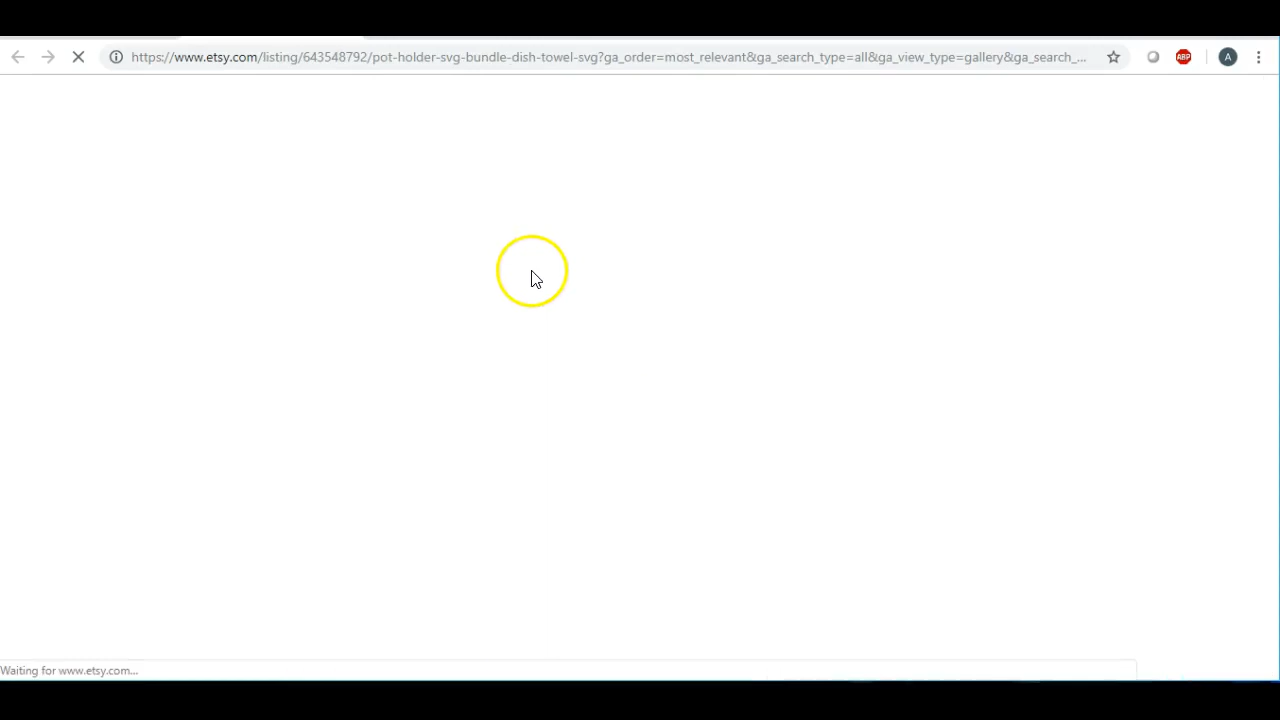 https://www.etsy.com/listing/643548792/pot-holder-svg-bundle-dish-towel-svg?ga_order=most_relevant&ga_search_type=all&ga_view_type=gallery&ga_search_...
ABP
A
Waiting for www.etsy.com...